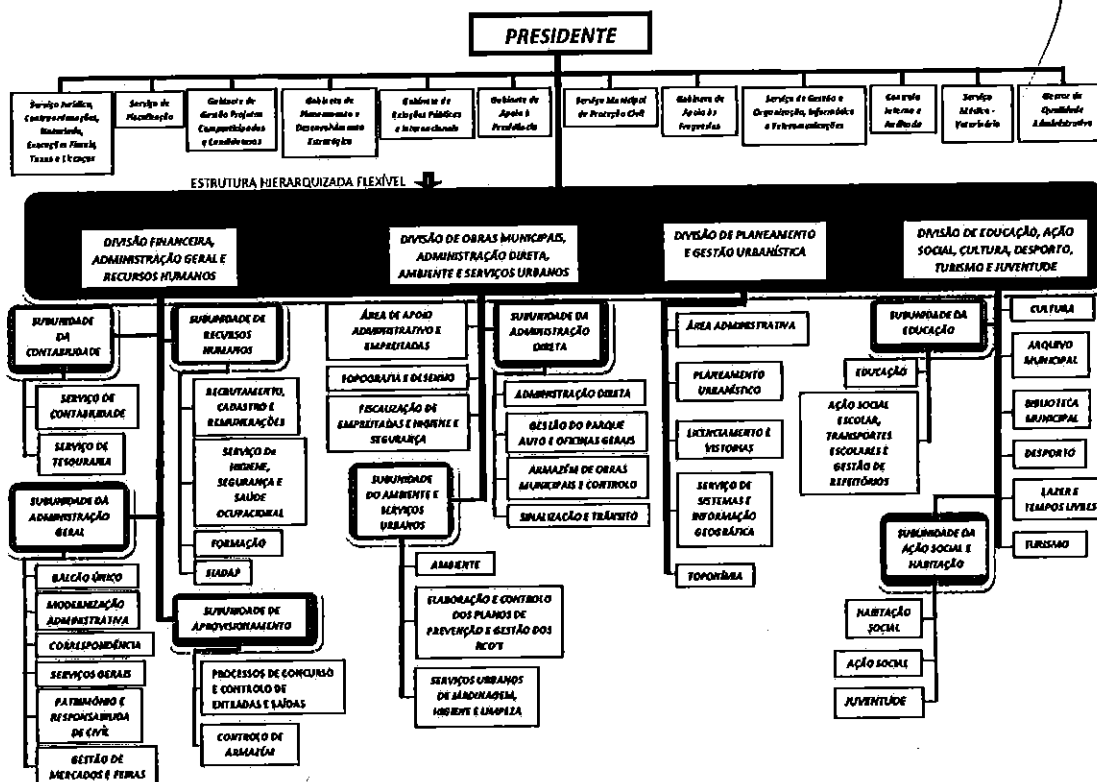 PRESIDENTE
Serviço Jurídico,
Contraordenações,
Notariado,
Execuções Fiscais,
Taxas e Licenças
Serviço de
Fiscalização
Gabinete de
Gestão Projetos
Comparticipados
e Candidaturas
Gabinete de
Planeamento e
Desenvolvimento
Estratégico
Gabinete de
Relações Públicas
e Internacionais
Gabinete de
Apoio à
Presidência
Serviço Municipal
de Proteção Civil
Gabinete de
Apoio às
Freguesias
Serviço de Gestão e
Organização, Informática
e Telecomunicações
Controlo
Interno e
Auditoria
Serviço
Médico -
Veterinário
Gestor da
Qualidade
Administrativa
ESTRUTURA HIERARQUIZADA FLEXÍVEL
DIVISÃO FINANCEIRA,
ADMINISTRAÇÃO GERAL E
RECURSOS HUMANOS
DIVISÃO DE OBRAS MUNICIPAIS,
ADMINISTRAÇÃO DIRETA,
AMBIENTE E SERVIÇOS URBANOS
DIVISÃO DE PLANEAMENTO
E GESTÃO URBANÍSTICA
DIVISÃO DE EDUCAÇÃO, AÇÃO
SOCIAL, CULTURA, DESPORTO,
TURISMO E JUVENTUDE
SUBUNIDADE
DA
CONTABILIDADE
SERVIÇO DE
CONTABILIDADE
SERVIÇO DE
TESOURARIA
SUBUNIDADE DA
ADMINISTRAÇÃO
GERAL
BALCÃO ÚNICO
MODERNIZAÇÃO
ADMINISTRATIVA
CORRESPONDÊNCIA
SERVIÇOS GERAIS
PATRIMÓNIO E
RESPONSABILIDA
DE CIVIL
GESTÃO DE
MERCADOS E FEIRAS
SUBUNIDADE DE
RECURSOS
HUMANOS
RECRUTAMENTO,
CADASTRO E
REMUNERAÇÕES
SERVIÇO DE
HIGIENE,
SEGURANÇA E
SAÚDE
OCUPACIONAL
FORMAÇÃO
SIADAP
SUBUNIDADE DE
APROVISIONAMENTO
PROCESSOS DE CONCURSO
E CONTROLO DE
ENTRADAS E SAÍDAS
CONTROLO DE
ARMAZÉM
ÁREA DE APOIO
ADMINISTRATIVO E
EMPREITADAS
TOPOGRAFIA E DESENHO
FISCALIZAÇÃO DE
EMPREITADAS E HIGIENE E
SEGURANÇA
SUBUNIDADE
DO AMBIENTE E
SERVIÇOS
URBANOS
AMBIENTE
ELABORAÇÃO E CONTROLO
DOS PLANOS DE
PREVENÇÃO E GESTÃO DOS
RCD'S
SERVIÇOS URBANOS
DE JARDINAGEM,
HIGIENE E LIMPEZA
SUBUNIDADE DA
ADMINISTRAÇÃO
DIRETA
ADMINISTRAÇÃO DIRETA
GESTÃO DO PARQUE
AUTO E OFICINAS GERAIS
ARMAZÉM DE OBRAS
MUNICIPAIS E CONTROLO
SINALIZAÇÃO E TRÂNSITO
ÁREA ADMINISTRATIVA
PLANEAMENTO
URBANÍSTICO
LICENCIAMENTO E
VISTORIAS
SERVIÇO DE
SISTEMAS E
INFORMAÇÃO
GEOGRÁFICA
TOPONÍMIA
SUBUNIDADE DA
EDUCAÇÃO
EDUCAÇÃO
AÇÃO SOCIAL
ESCOLAR,
TRANSPORTES
ESCOLARES E
GESTÃO DE
REFEITÓRIOS
SUBUNIDADE DA
AÇÃO SOCIAL E
HABITAÇÃO
HABITAÇÃO
SOCIAL
AÇÃO SOCIAL
JUVENTUDE
CULTURA
ARQUIVO
MUNICIPAL
BIBLIOTECA
MUNICIPAL
DESPORTO
LAZER E
TEMPOS LIVRES
TURISMO